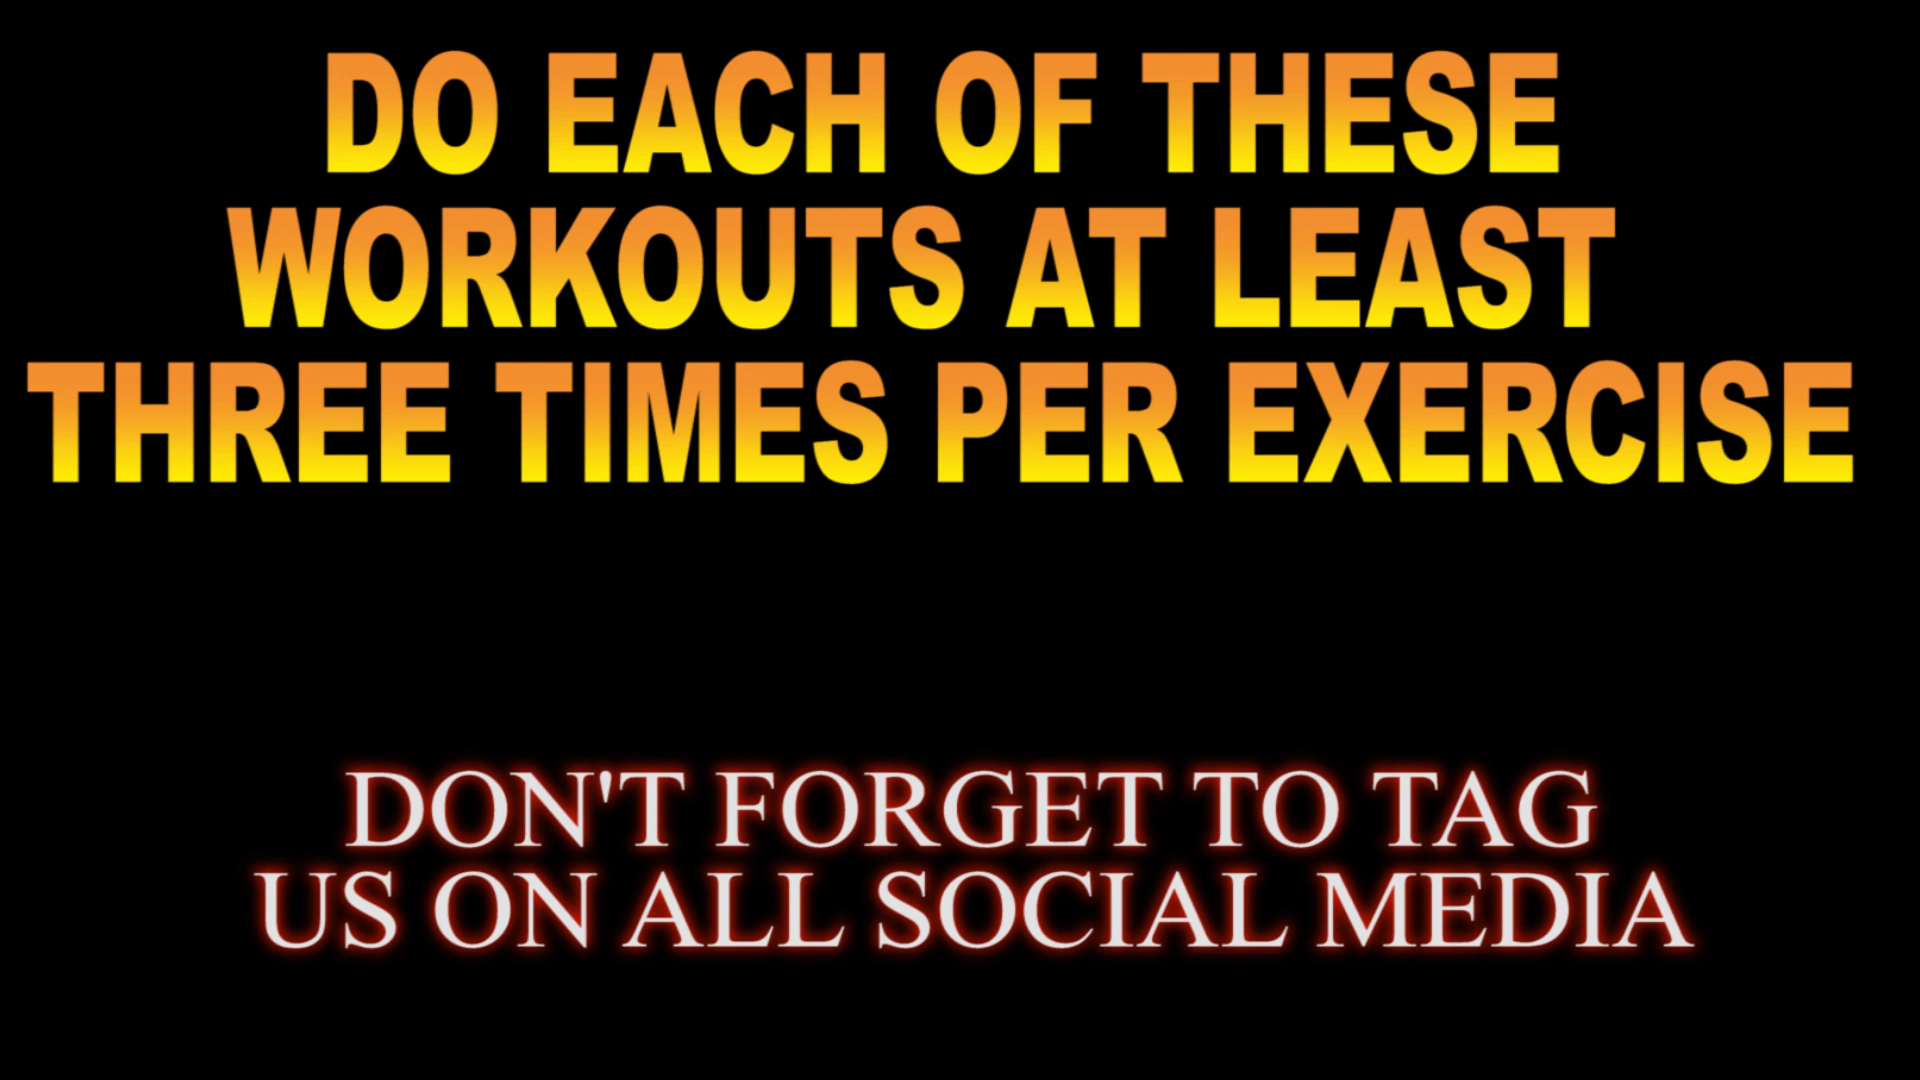 DO EACH OF THESE
WORKOUTS AT LEAST
THREE TIMES PER EXERCISE
DON'T FORGET TO TAG
US ON ALL SOCIAL MEDIA